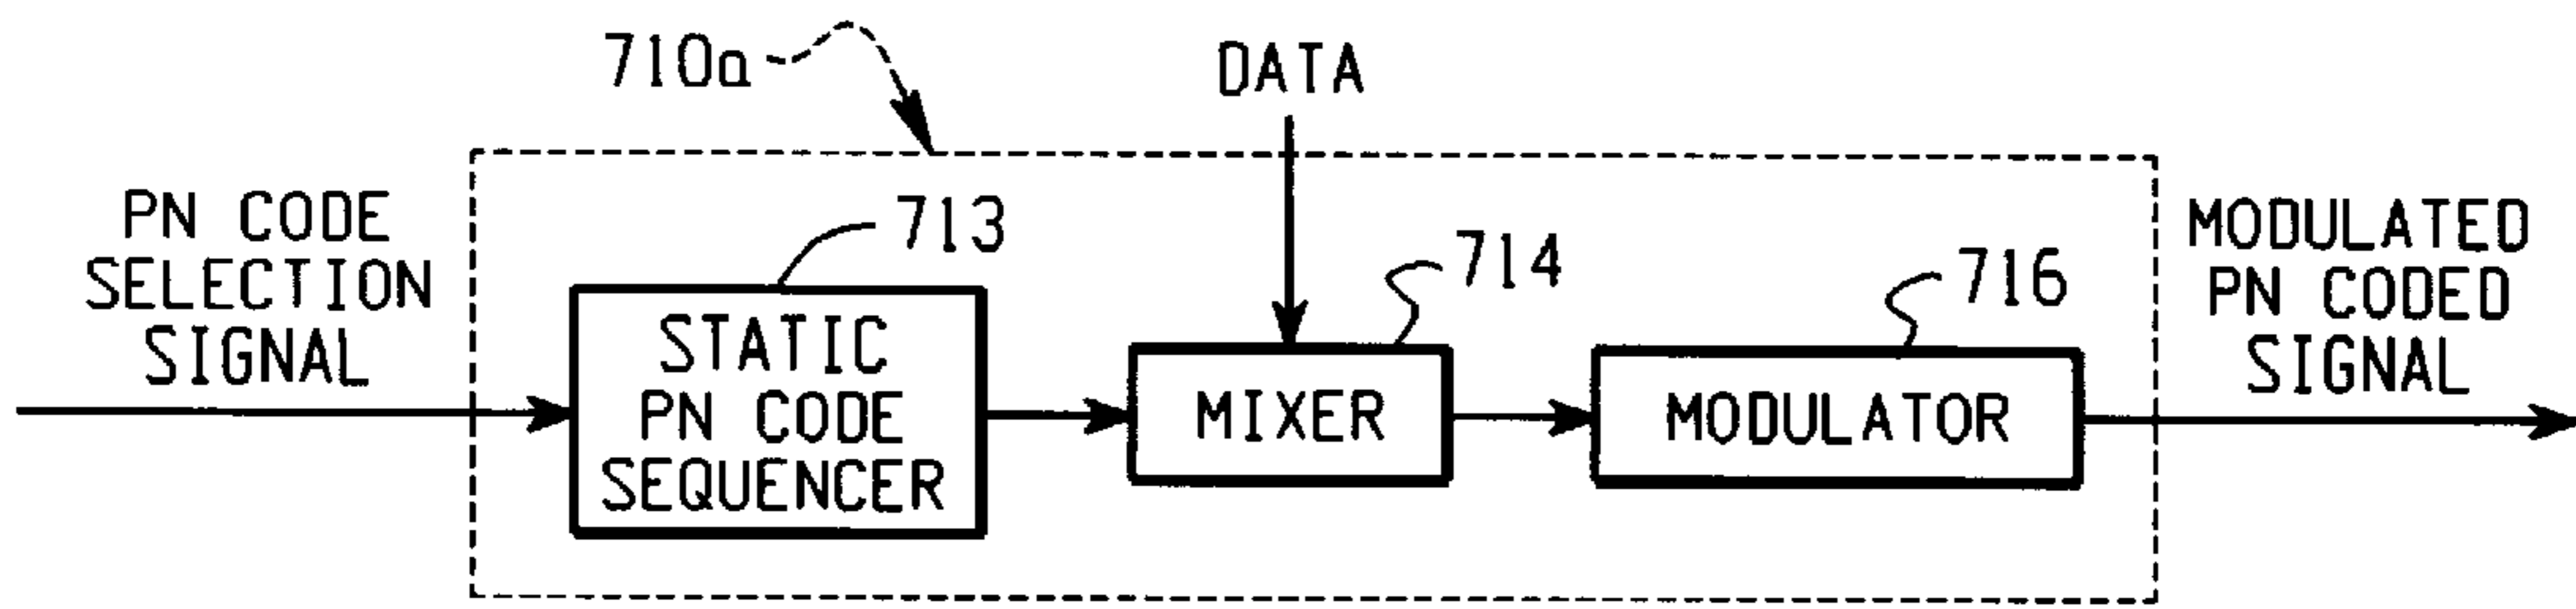 710a
DATA
PN CODE
SELECTION
SIGNAL
713
STATIC
PN CODE
SEQUENCER
714
MIXER
716
MODULATOR
MODULATED
PN CODED
SIGNAL